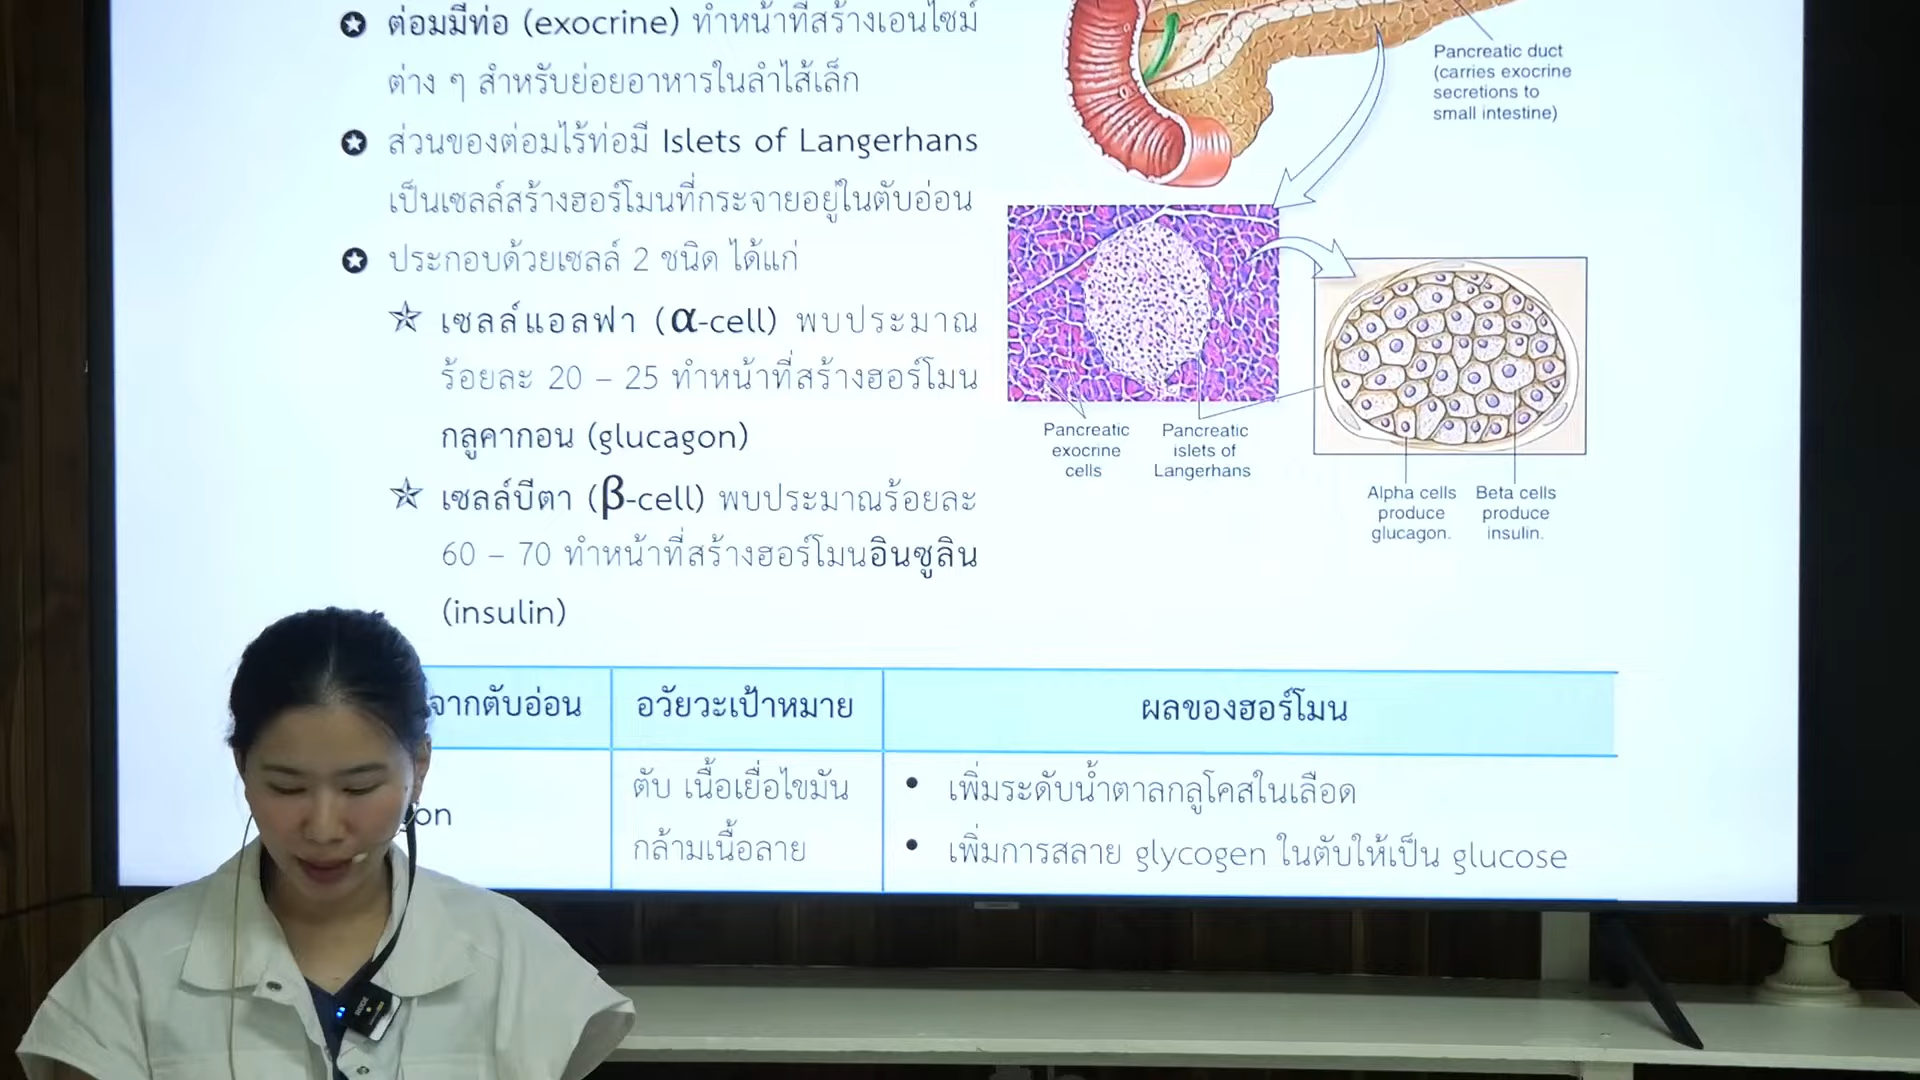 ต่อมมีท่อ (exocrine) ทำหน้าที่สร้างเอนไซม์
ต่าง ๆ สำหรับย่อยอาหารในลำไส้เล็ก
ส่วนของต่อมไร้ท่อมี Islets of Langerhans
เป็นเซลล์สร้างฮอร์โมนที่กระจายอยู่ในตับอ่อน
ประกอบด้วยเซลล์ 2 ชนิด ได้แก่
เซลล์แอลฟา (α-cell) พบประมาณ
ร้อยละ 20 – 25 ทำหน้าที่สร้างฮอร์โมน
กลูคากอน (glucagon)
เซลล์บีตา (β-cell) พบประมาณร้อยละ
60 – 70 ทำหน้าที่สร้างฮอร์โมนอินซูลิน
(insulin)
Pancreatic duct
(carries exocrine
secretions to
small intestine)
Pancreatic
exocrine
cells
Pancreatic
islets of
Langerhans
Alpha cells
produce
glucagon.
Beta cells
produce
insulin.
จากตับอ่อน
อวัยวะเป้าหมาย
ผลของฮอร์โมน
on
ตับ เนื้อเยื่อไขมัน
กล้ามเนื้อลาย
• เพิ่มระดับน้ำตาลกลูโคสในเลือด
• เพิ่มการสลาย glycogen ในตับให้เป็น glucose